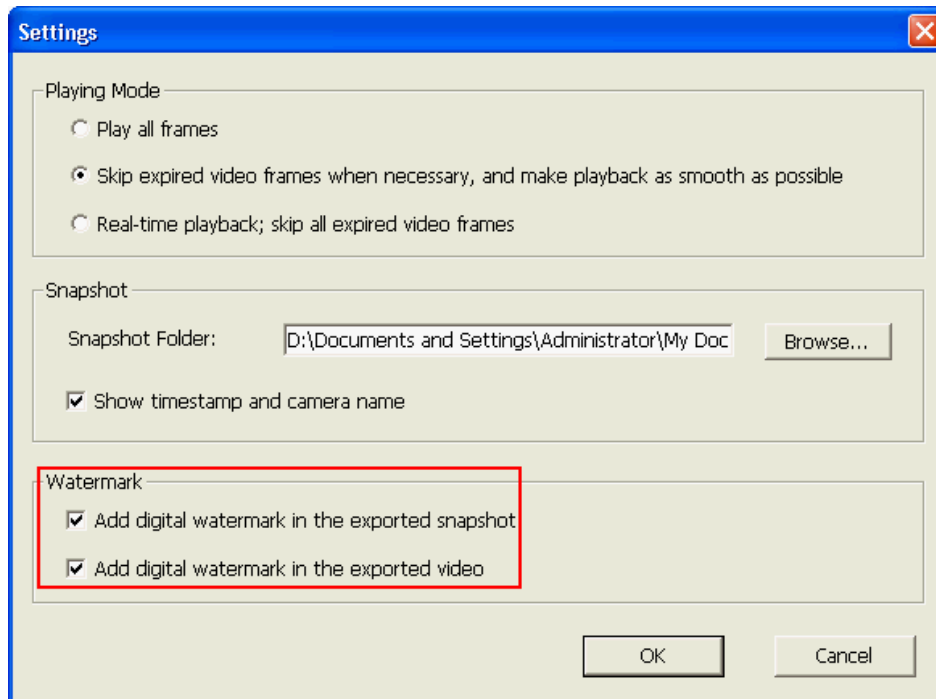 Settings
Playing Mode
Play all frames
Skip expired video frames when necessary, and make playback as smooth as possible
Real-time playback; skip all expired video frames
Snapshot
Snapshot Folder: D:\Documents and Settings\Administrator\My Doc Browse...
Show timestamp and camera name
Watermark
Add digital watermark in the exported snapshot
Add digital watermark in the exported video
OK Cancel